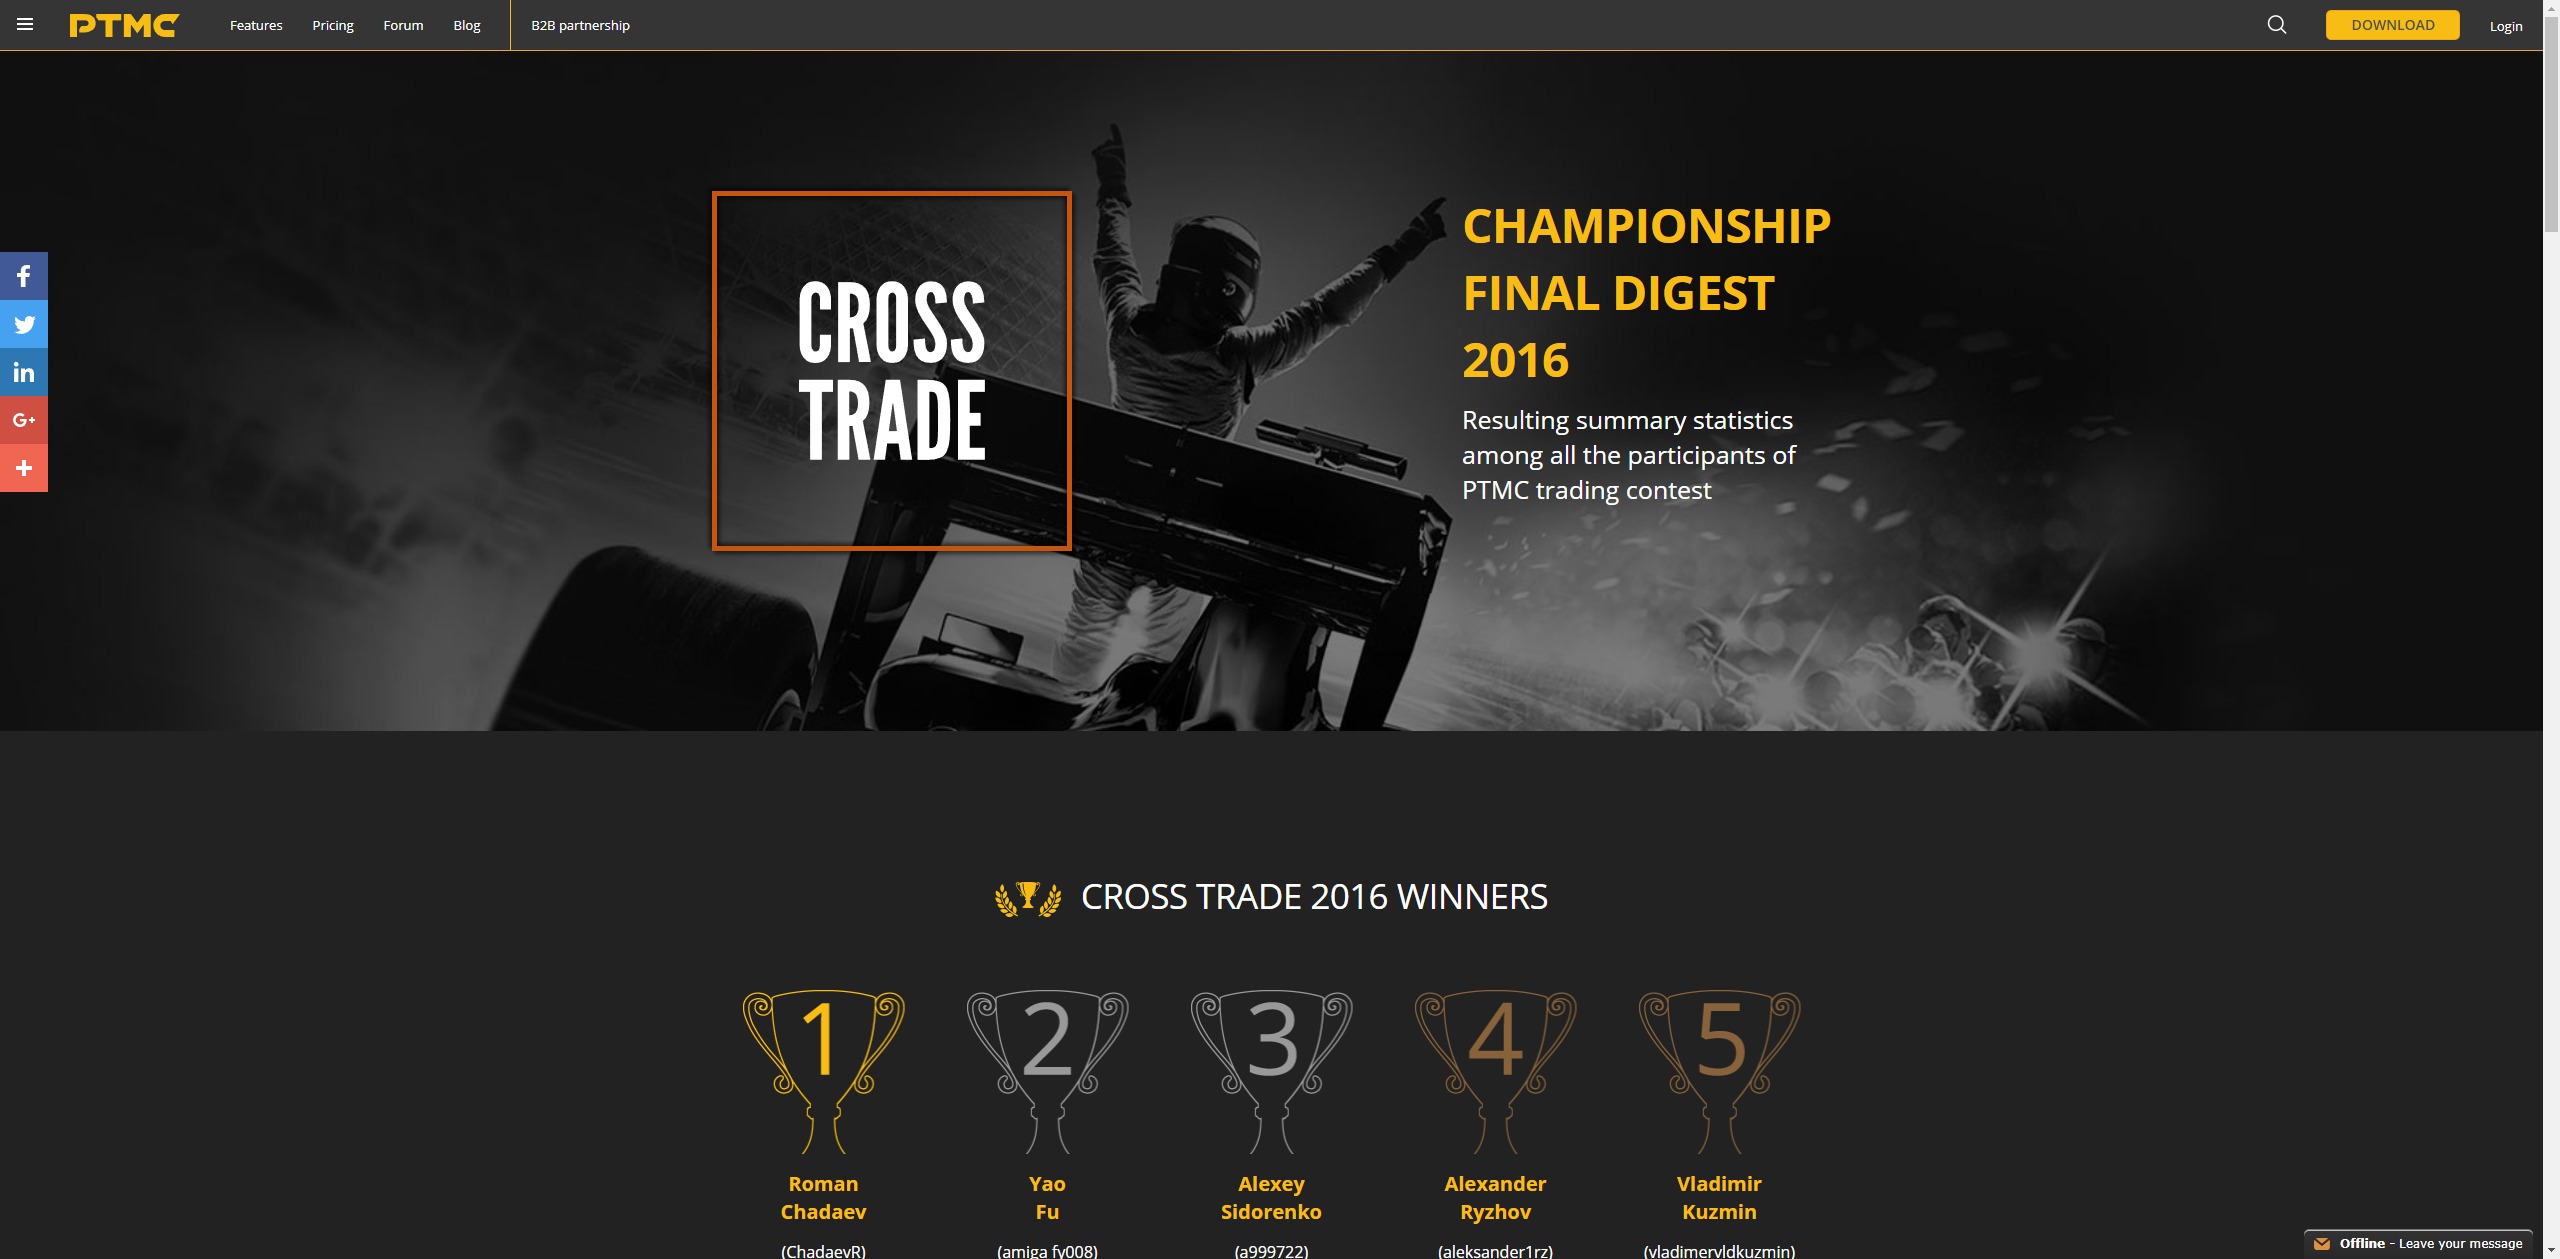 PTMC
Features
Pricing
Forum
Blog
B2B partnership
DOWNLOAD
Login
CROSS
TRADE
CHAMPIONSHIP
FINAL DIGEST
2016
Resulting summary statistics
among all the participants of
PTMC trading contest
f
in
G+
CROSS TRADE 2016 WINNERS
1
2
3
4
5
Roman
Chadaev
(ChadaevR)
Yao
Fu
(amiga fy008)
Alexey
Sidorenko
(a999722)
Alexander
Ryzhov
(aleksander1rz)
Vladimir
Kuzmin
(vladimervldkuzmin)
Offline - Leave your message